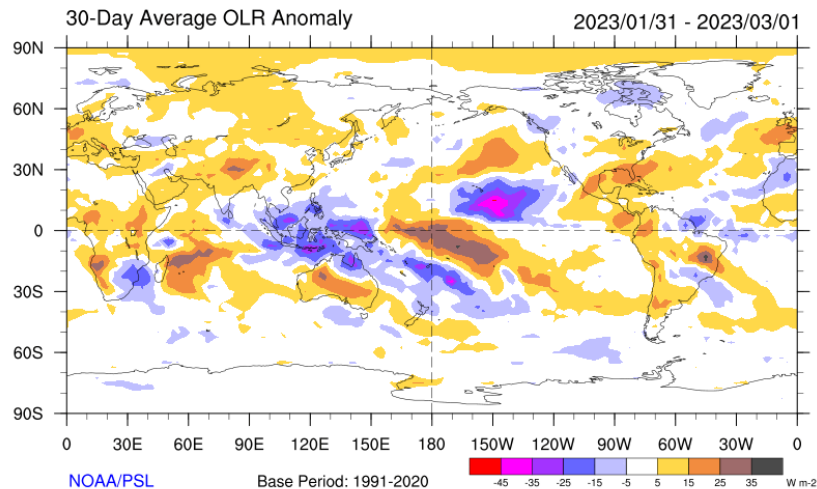 30-Day Average OLR Anomaly 2023/01/31 - 2023/03/01
90N
60N
30N
0
30S
60S
90S
0 30E 60E 90E 120E 150E 180 150W 120W 90W 60W 30W 0
-45 -35 -25 -15 -5 5 15 25 35 W m-2
NOAA/PSL Base Period: 1991-2020